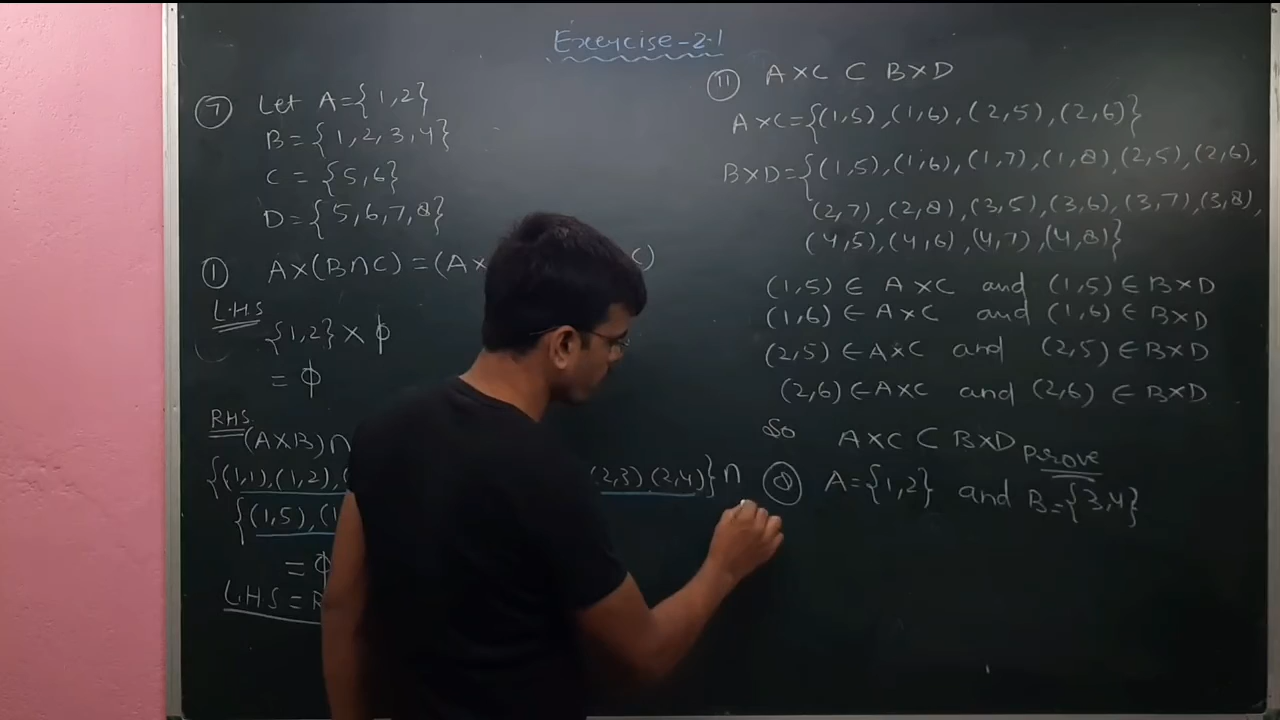 Exercise-2.1
7 Let A={1,2}
B={1,2,3,4}
C={5,6}
D={5,6,7,8}
① A×(B∩C)=(A× C)
L.H.S
{1,2}×ϕ
=ϕ
RHS
(A×B)∩
{(1,1),(1,2),( (2,3)(2,4)}∩
{(1,5),(1
=ϕ
L.H.S=R
⑪ A×C ⊂ B×D
A×C={(1,5),(1,6),(2,5),(2,6)}
B×D={(1,5),(1,6),(1,7),(1,8),(2,5),(2,6),
(2,7),(2,8),(3,5),(3,6),(3,7),(3,8),
(4,5),(4,6),(4,7),(4,8)}
(1,5)∈ A×C and (1,5)∈B×D
(1,6)∈A×C and (1,6)∈B×D
(2,5)∈A×C and (2,5)∈B×D
(2,6)∈A×C and (2,6)∈B×D
So A×C⊂B×D Prove
⑧ A={1,2} and B={3,4}